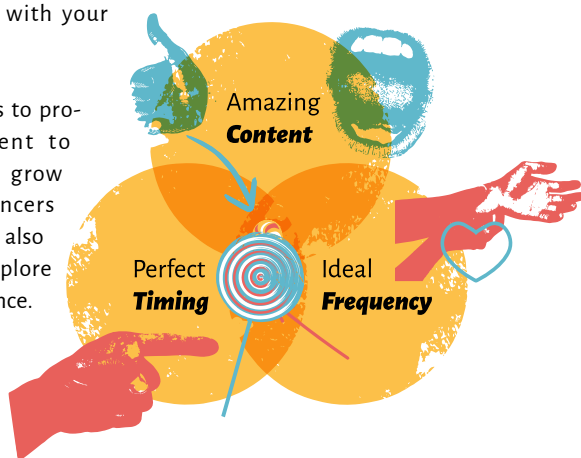 with your
s to pro-
ent to
grow
ncers
also
plore
nce.
Amazing
Content
Perfect
Timing
Ideal
Frequency